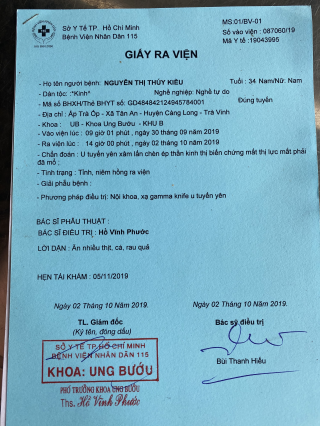 Sở Y Tế TP. Hồ Chí Minh
Bệnh Viện Nhân Dân 115
MS:01/BV-01
Số vào viện : 087060/19
Mã Y tế : 19043995
GIẤY RA VIỆN
- Họ tên người bệnh: NGUYỄN THỊ THÚY KIỀU Tuổi : 34 Nam/Nữ: Nam
- Dân tộc: "Kinh" Nghề nghiệp: Nghề tự do
- Mã số BHXH/Thẻ BHYT số: GD484842124945784001 Đúng tuyến
- Địa chỉ : Ấp Trà Ốp - Xã Tân An - Huyện Càng Long - Trà Vinh
- Khoa : UB - Khoa Ung Bướu - KHU B
- Vào viện lúc : 09 giờ 01 phút , ngày 30 tháng 09 năm 2019
- Ra viện lúc : 14 giờ 00 phút , ngày 02 tháng 10 năm 2019
- Chẩn đoán : U tuyến yên xâm lấn chèn ép thần kinh thị biến chứng mất thị lực mắt phải
đã mổ ;
- Tình trạng : Tỉnh, niêm hồng ra viện
- Giải phẫu bệnh :
- Phương pháp điều trị: Nội khoa, xạ gamma knife u tuyến yên
BÁC SĨ PHẪU THUẬT :
BÁC SĨ ĐIỀU TRỊ : Hồ Vĩnh Phước
LỜI DẶN : Ăn nhiều thịt, cá, rau quả
HẸN TÁI KHÁM : 05/11/2019
Ngày 02 Tháng 10 Năm 2019.
TL. Giám đốc
(Ký tên, đóng dấu)
SỞ Y TẾ TP HỒ CHÍ MINH
BỆNH VIỆN NHÂN DÂN 115
KHOA: UNG BƯỚU
PHÓ TRƯỞNG KHOA UNG BƯỚU
Ths. Hồ Vĩnh Phước
Ngày 02 Tháng 10 Năm 2019.
Bác sỹ điều trị
Bùi Thanh Hiếu